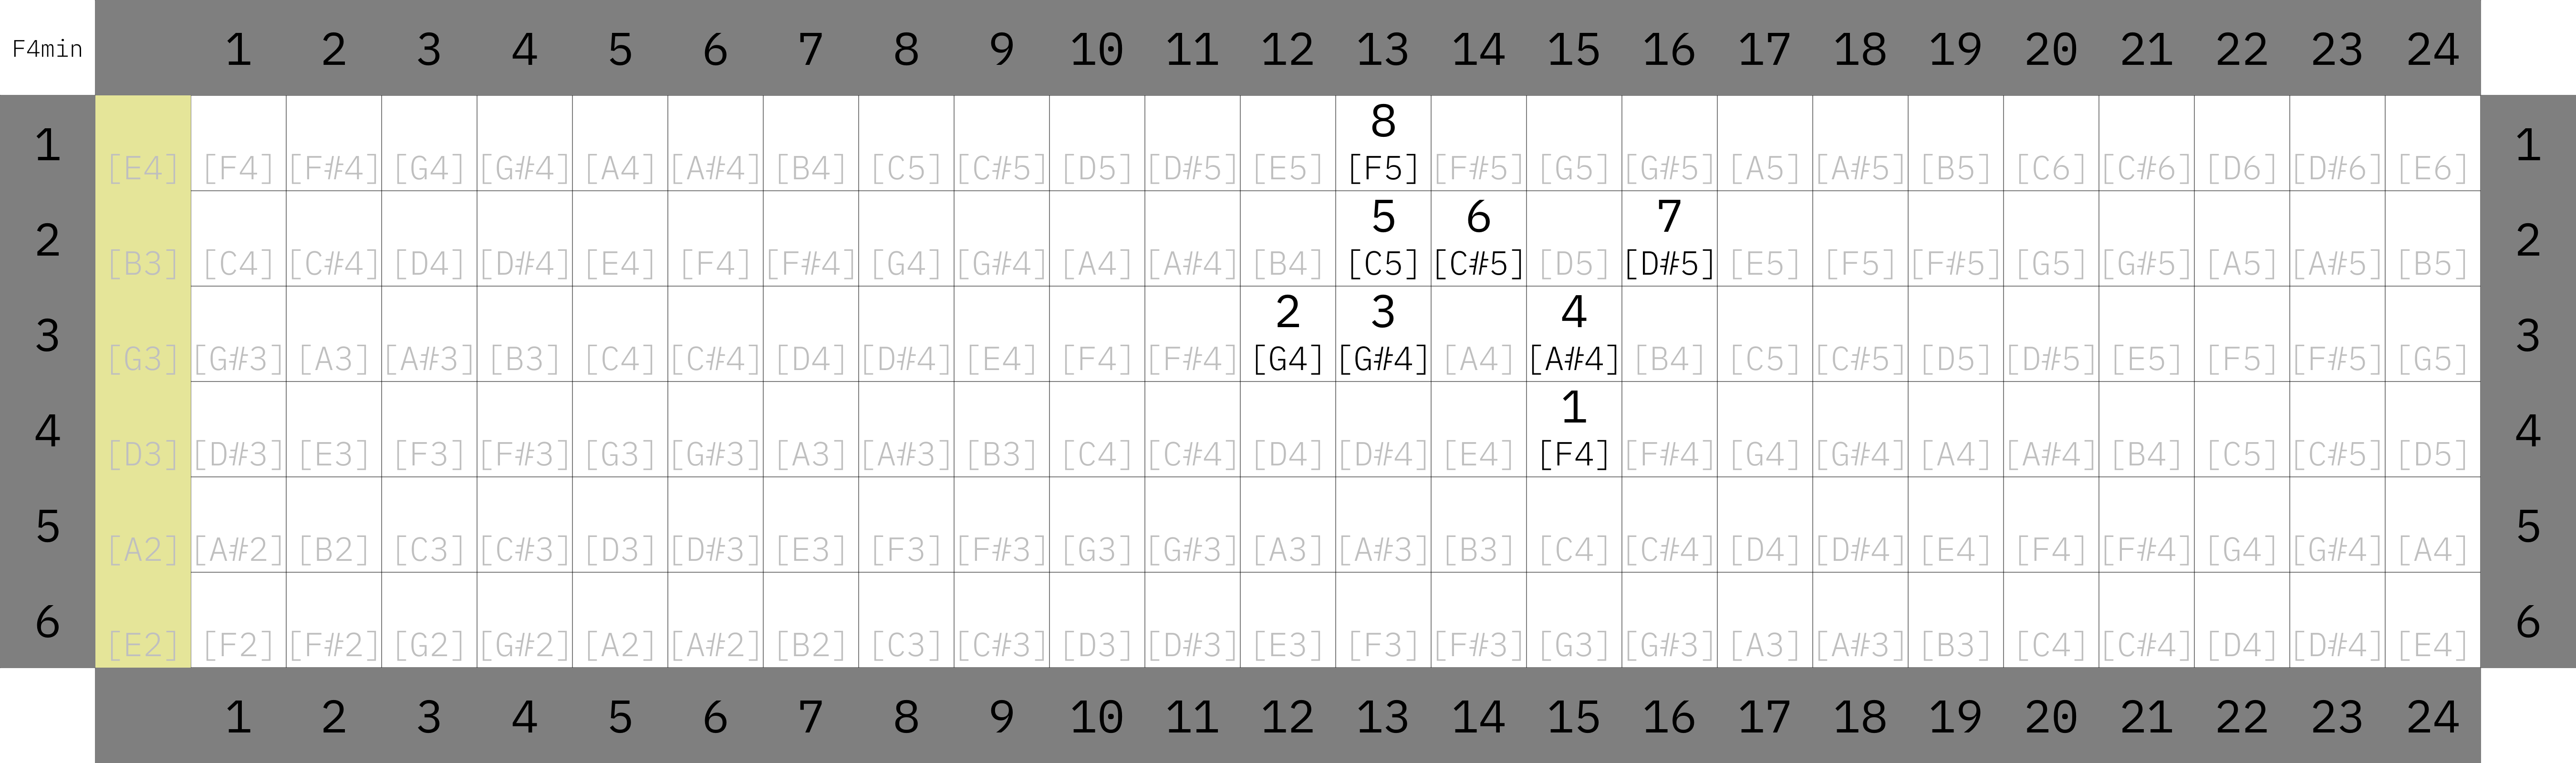 F4min 1 2 3 4 5 6 7 8 9 10 11 12 13 14 15 16 17 18 19 20 21 22 23 24
8
1 [E4] [F4] [F#4] [G4] [G#4] [A4] [A#4] [B4] [C5] [C#5] [D5] [D#5] [E5] [F5] [F#5] [G5] [G#5] [A5] [A#5] [B5] [C6] [C#6] [D6] [D#6] [E6] 1
5 6 7
2 [B3] [C4] [C#4] [D4] [D#4] [E4] [F4] [F#4] [G4] [G#4] [A4] [A#4] [B4] [C5] [C#5] [D5] [D#5] [E5] [F5] [F#5] [G5] [G#5] [A5] [A#5] [B5] 2
2 3 4
3 [G3] [G#3] [A3] [A#3] [B3] [C4] [C#4] [D4] [D#4] [E4] [F4] [F#4] [G4] [G#4] [A4] [A#4] [B4] [C5] [C#5] [D5] [D#5] [E5] [F5] [F#5] [G5] 3
1
4 [D3] [D#3] [E3] [F3] [F#3] [G3] [G#3] [A3] [A#3] [B3] [C4] [C#4] [D4] [D#4] [E4] [F4] [F#4] [G4] [G#4] [A4] [A#4] [B4] [C5] [C#5] [D5] 4
5 [A2] [A#2] [B2] [C3] [C#3] [D3] [D#3] [E3] [F3] [F#3] [G3] [G#3] [A3] [A#3] [B3] [C4] [C#4] [D4] [D#4] [E4] [F4] [F#4] [G4] [G#4] [A4] 5
6 [E2] [F2] [F#2] [G2] [G#2] [A2] [A#2] [B2] [C3] [C#3] [D3] [D#3] [E3] [F3] [F#3] [G3] [G#3] [A3] [A#3] [B3] [C4] [C#4] [D4] [D#4] [E4] 6
1 2 3 4 5 6 7 8 9 10 11 12 13 14 15 16 17 18 19 20 21 22 23 24